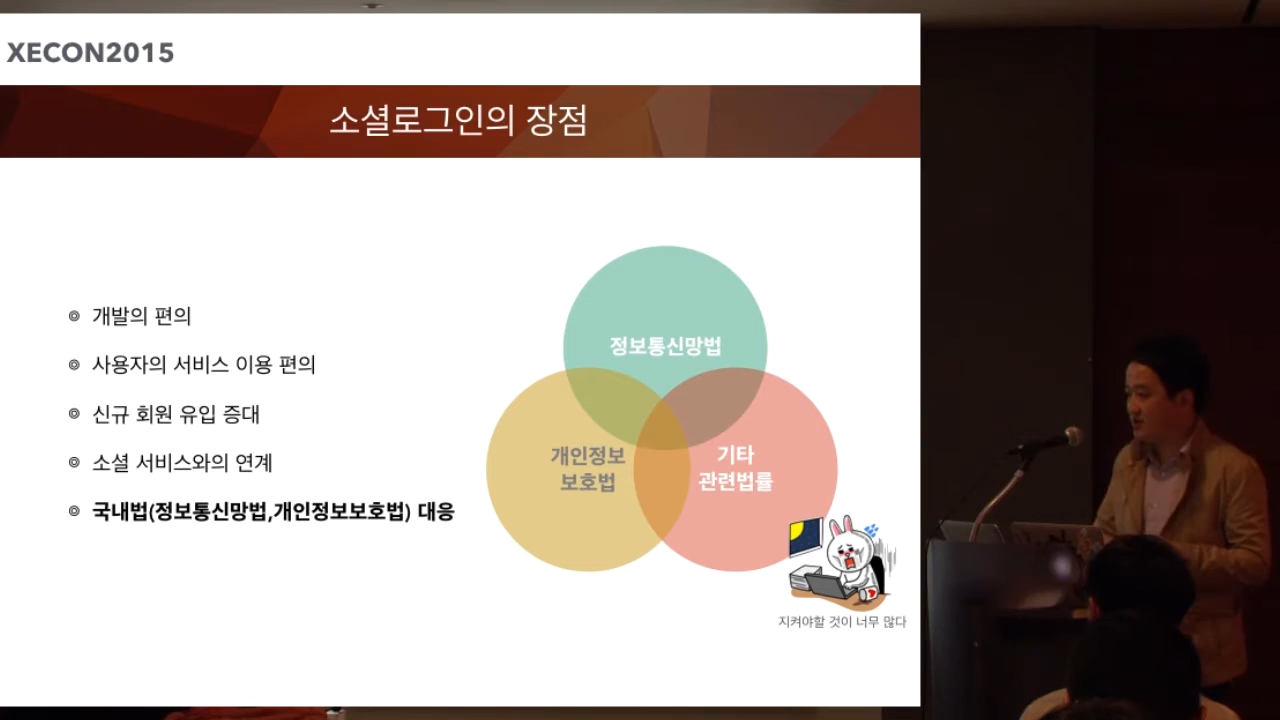 XECON2015
소셜로그인의 장점
개발의 편의
사용자의 서비스 이용 편의
신규 회원 유입 증대
소셜 서비스와의 연계
국내법(정보통신망법,개인정보보호법) 대응
정보통신망법
개인정보
보호법
기타
관련법률
지켜야할 것이 너무 많다